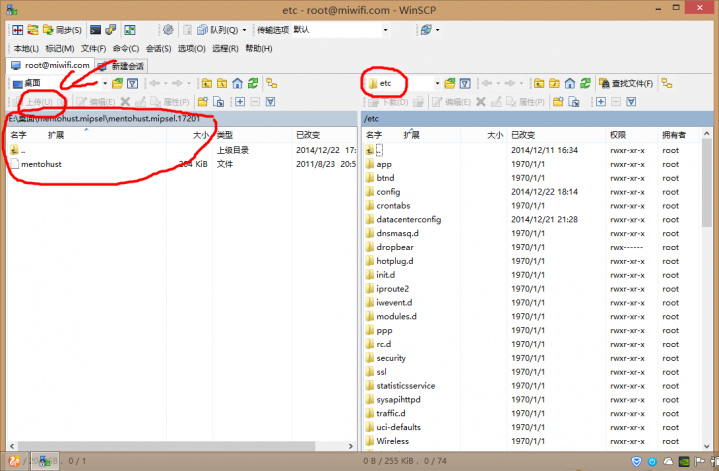 etc - root@miwifi.com - WinSCP
同步(S) 队列(Q) 传输选项 默认
本地(L) 标记(M) 文件(F) 命令(C) 会话(S) 选项(O) 远程(R) 帮助(H)
root@miwifi.com 新建会话
桌面 etc 查找文件(F)
上传(U) 编辑(E) 属性(P) 下载(D) 编辑(E) 属性(P)
E:\桌面\mentohust.mipsel\mentohust.mipsel.17201 /etc
名字 扩展 大小 类型 已改变 名字 扩展 大小 已改变 权限 拥有者
.. 上级目录 2014/12/22 17: .. 2014/12/11 16:34 rwxr-xr-x root
mentohust KiB 文件 2011/8/23 20:5 app 1970/1/1 rwxr-xr-x root
btnd 1970/1/1 rwxr-xr-x root
config 2014/12/22 18:14 rwxr-xr-x root
crontabs 1970/1/1 rwxr-xr-x root
datacenterconfig 2014/12/21 21:28 rwxr-xr-x root
dnsmasq.d 1970/1/1 rwxr-xr-x root
dropbear 1970/1/1 rwx------ root
hotplug.d 1970/1/1 rwxr-xr-x root
init.d 1970/1/1 rwxr-xr-x root
iproute2 1970/1/1 rwxr-xr-x root
iwevent.d 1970/1/1 rwxr-xr-x root
modules.d 1970/1/1 rwxr-xr-x root
ppp 1970/1/1 rwxr-xr-x root
rc.d 1970/1/1 rwxr-xr-x root
security 1970/1/1 rwxr-xr-x root
ssl 1970/1/1 rwxr-xr-x root
statisticsservice 1970/1/1 rwxr-xr-x root
sysapihttpd 1970/1/1 rwxr-xr-x root
traffic.d 1970/1/1 rwxr-xr-x root
uci-defaults 1970/1/1 rwxr-xr-x root
Wireless 1970/1/1 rwxr-xr-x root
0 / 1 0 B / 255 KiB , 0 / 74